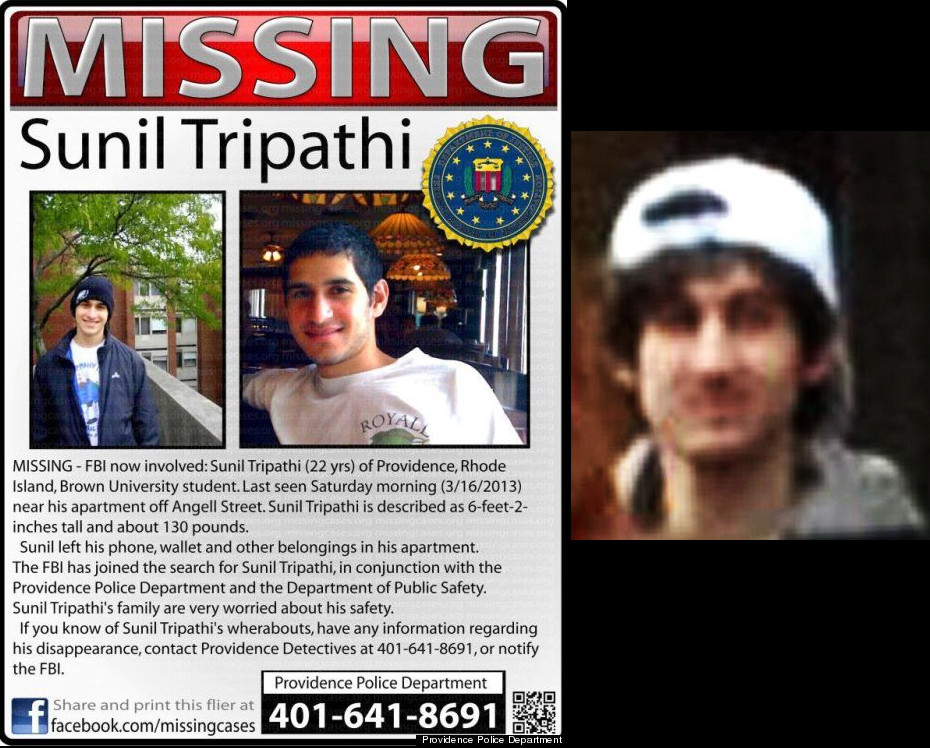 MISSING
Sunil Tripathi
ROYALL
MISSING - FBI now involved: Sunil Tripathi (22 yrs) of Providence, Rhode
Island, Brown University student. Last seen Saturday morning (3/16/2013)
near his apartment off Angell Street. Sunil Tripathi is described as 6-feet-2-
inches tall and about 130 pounds.
Sunil left his phone, wallet and other belongings in his apartment.
The FBI has joined the search for Sunil Tripathi, in conjunction with the
Providence Police Department and the Department of Public Safety.
Sunil Tripathi's family are very worried about his safety.
If you know of Sunil Tripathi's wherabouts, have any information regarding
his disappearance, contact Providence Detectives at 401-641-8691, or notify
the FBI.
Share and print this flier at
facebook.com/missingcases
Providence Police Department
401-641-8691
Providence Police Department